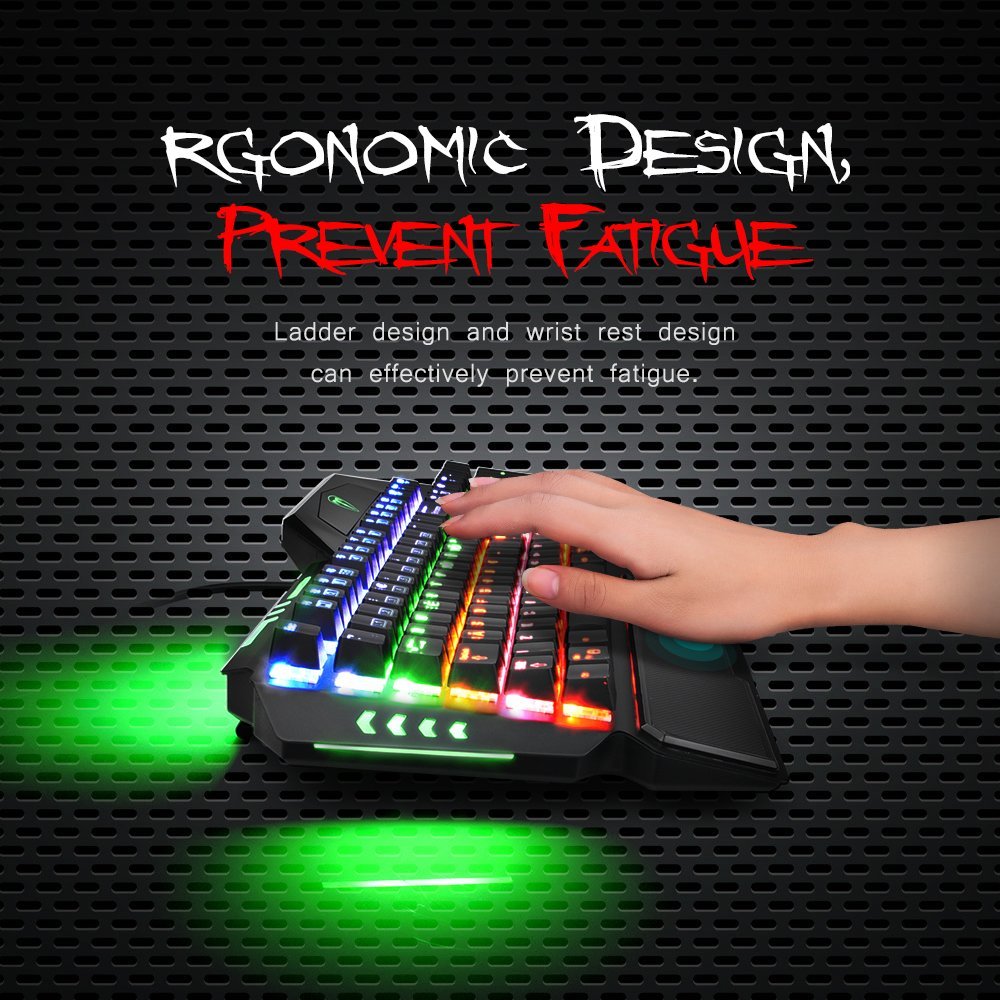 RGONOMIC DESIGN,
PREVENT FATIGUE
Ladder design and wrist rest design
can effectively prevent fatigue.